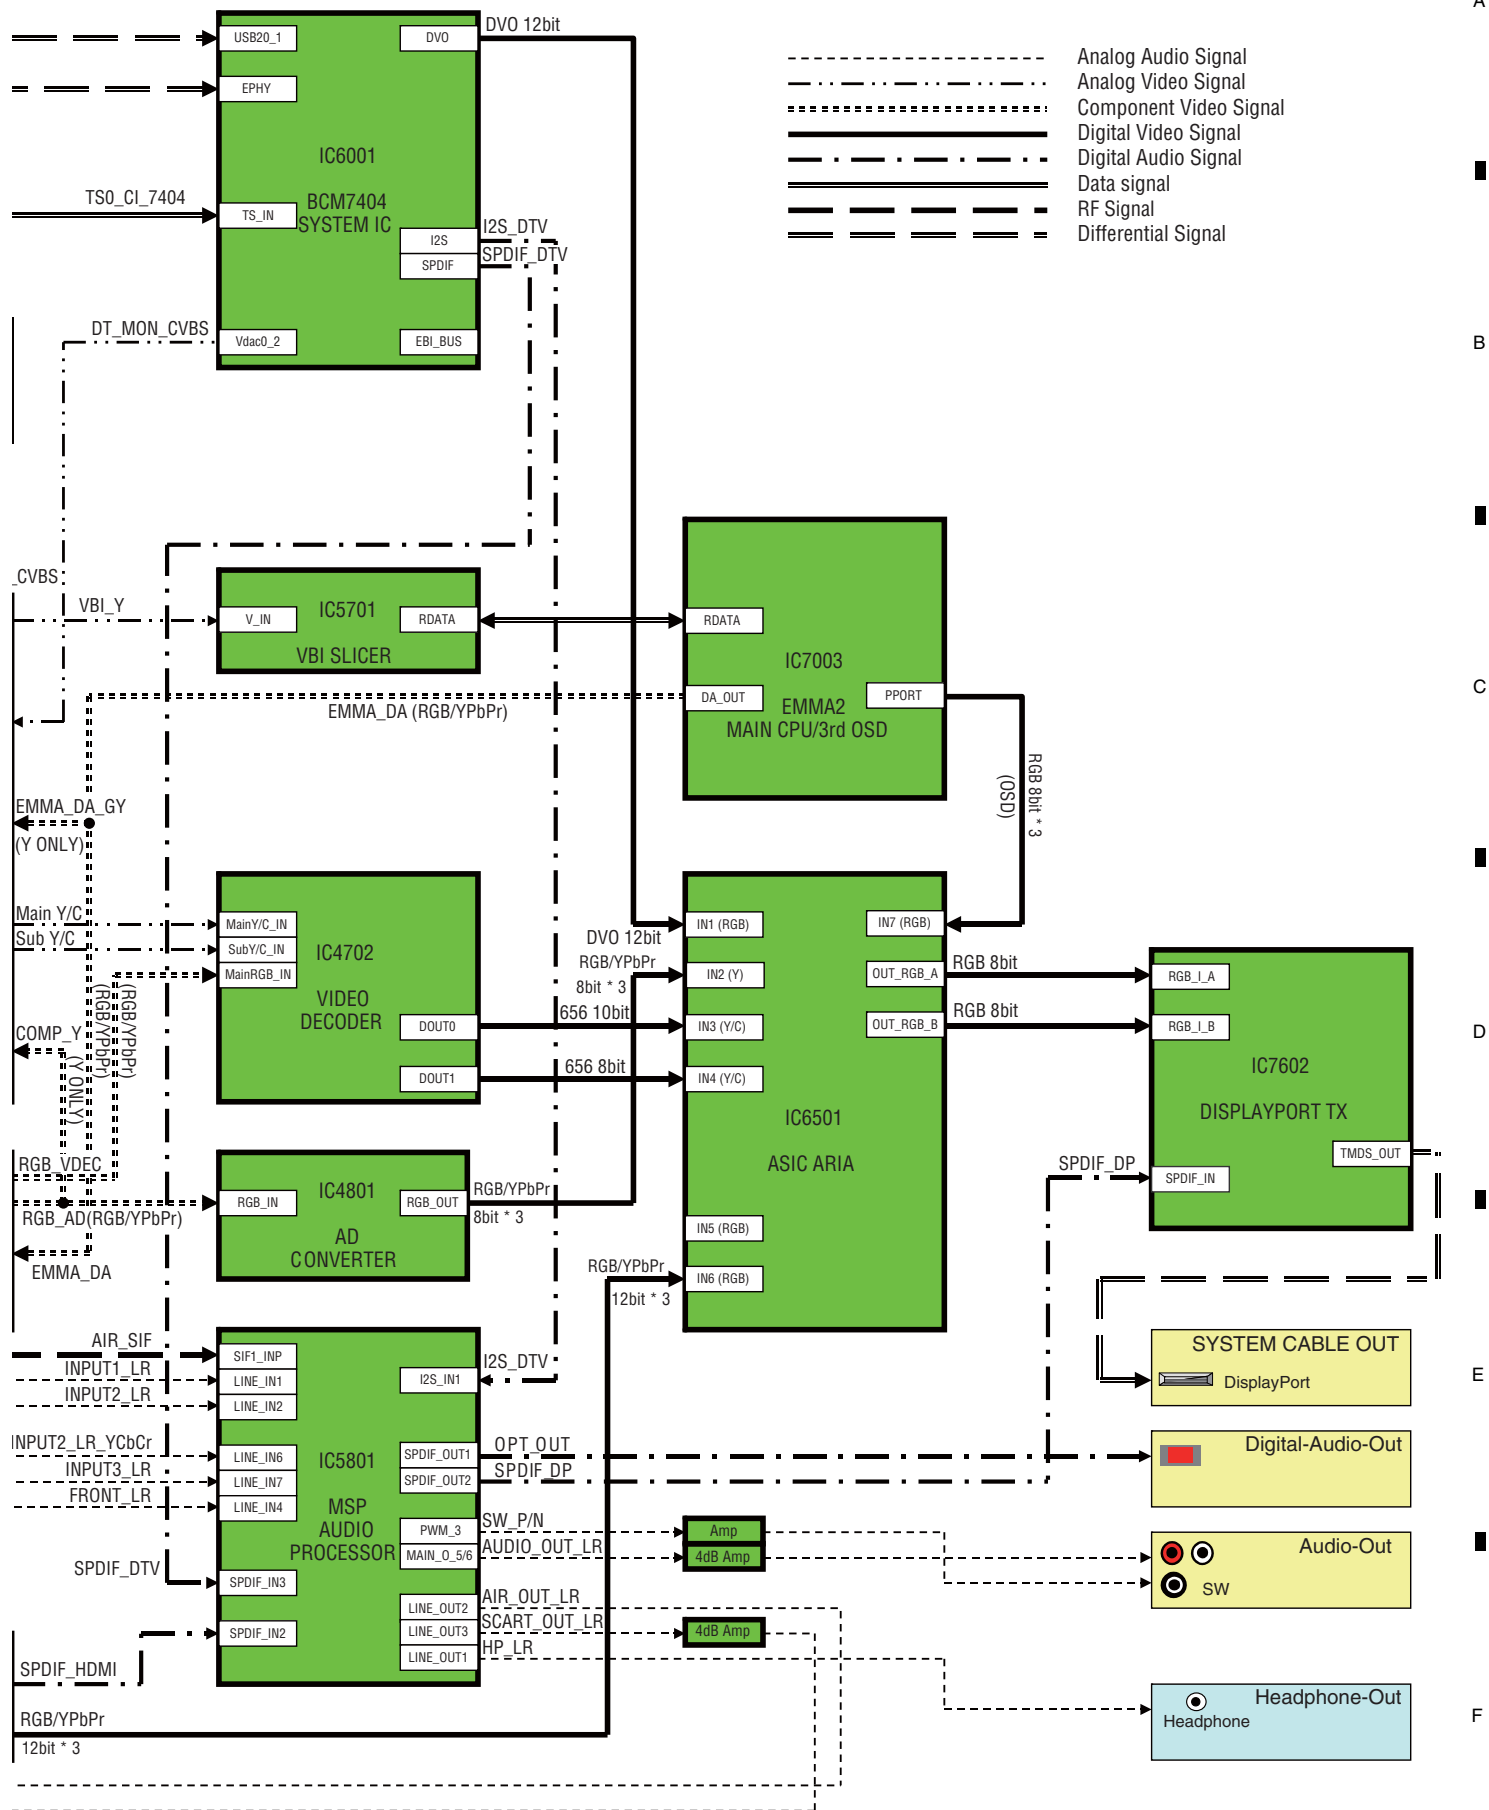 A
USB20_1
DVO
DVO 12bit
EPHY
Analog Audio Signal
Analog Video Signal
Component Video Signal
Digital Video Signal
Digital Audio Signal
Data signal
RF Signal
Differential Signal
IC6001
BCM7404
SYSTEM IC
TS0_CI_7404
TS_IN
I2S
I2S_DTV
SPDIF
SPDIF_DTV
DT_MON_CVBS
Vdac0_2
EBI_BUS
B
_CVBS
VBI_Y
V_IN
IC5701
RDATA
VBI SLICER
RDATA
IC7003
DA_OUT
EMMA2
MAIN CPU/3rd OSD
PPORT
C
EMMA_DA (RGB/YPbPr)
RGB 8bit * 3
(OSD)
EMMA_DA_GY
(Y ONLY)
Main Y/C
Sub Y/C
MainY/C_IN
SubY/C_IN
MainRGB_IN
IC4702
VIDEO
DECODER
DOUT0
DOUT1
(RGB/YPbPr)
(RGB/YPbPr)
COMP_Y
(Y ONLY)
DVO 12bit
RGB/YPbPr
8bit * 3
656 10bit
656 8bit
IN1 (RGB)
IN2 (Y)
IN3 (Y/C)
IN4 (Y/C)
IN7 (RGB)
OUT_RGB_A
OUT_RGB_B
RGB 8bit
RGB 8bit
IC6501
ASIC ARIA
IN5 (RGB)
IN6 (RGB)
RGB_I_A
RGB_I_B
D
IC7602
DISPLAYPORT TX
TMDS_OUT
SPDIF_DP
SPDIF_IN
RGB_VDEC
RGB_AD(RGB/YPbPr)
EMMA_DA
RGB_IN
IC4801
AD
CONVERTER
RGB_OUT
RGB/YPbPr
8bit * 3
RGB/YPbPr
12bit * 3
AIR_SIF
INPUT1_LR
INPUT2_LR
INPUT2_LR_YCbCr
INPUT3_LR
FRONT_LR
SIF1_INP
LINE_IN1
LINE_IN2
LINE_IN6
LINE_IN7
LINE_IN4
I2S_IN1
I2S_DTV
IC5801
MSP
AUDIO
PROCESSOR
SPDIF_OUT1
SPDIF_OUT2
OPT_OUT
SPDIF_DP
PWM_3
MAIN_O_5/6
SW_P/N
AUDIO_OUT_LR
Amp
4dB Amp
SYSTEM CABLE OUT
DisplayPort
E
Digital-Audio-Out
Audio-Out
SW
SPDIF_DTV
SPDIF_IN3
SPDIF_IN2
LINE_OUT2
LINE_OUT3
LINE_OUT1
AIR_OUT_LR
SCART_OUT_LR
HP_LR
4dB Amp
SPDIF_HDMI
RGB/YPbPr
12bit * 3
Headphone-Out
Headphone
F